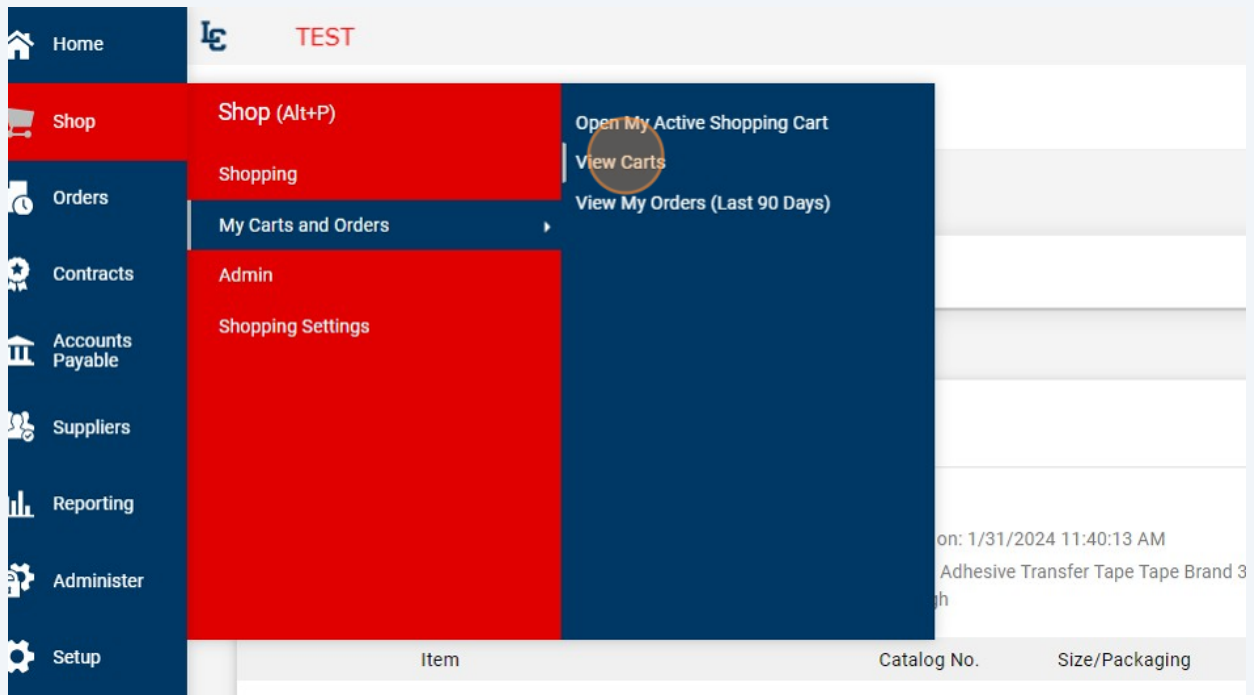 Home
LC
TEST
Shop
Shop (Alt+P)
Open My Active Shopping Cart
Shopping
View Carts
Orders
View My Orders (Last 90 Days)
My Carts and Orders
Contracts
Admin
Shopping Settings
Accounts
Payable
Suppliers
Reporting
on: 1/31/2024 11:40:13 AM
Adhesive Transfer Tape Tape Brand 3
Administer
Setup
Item
Catalog No.
Size/Packaging